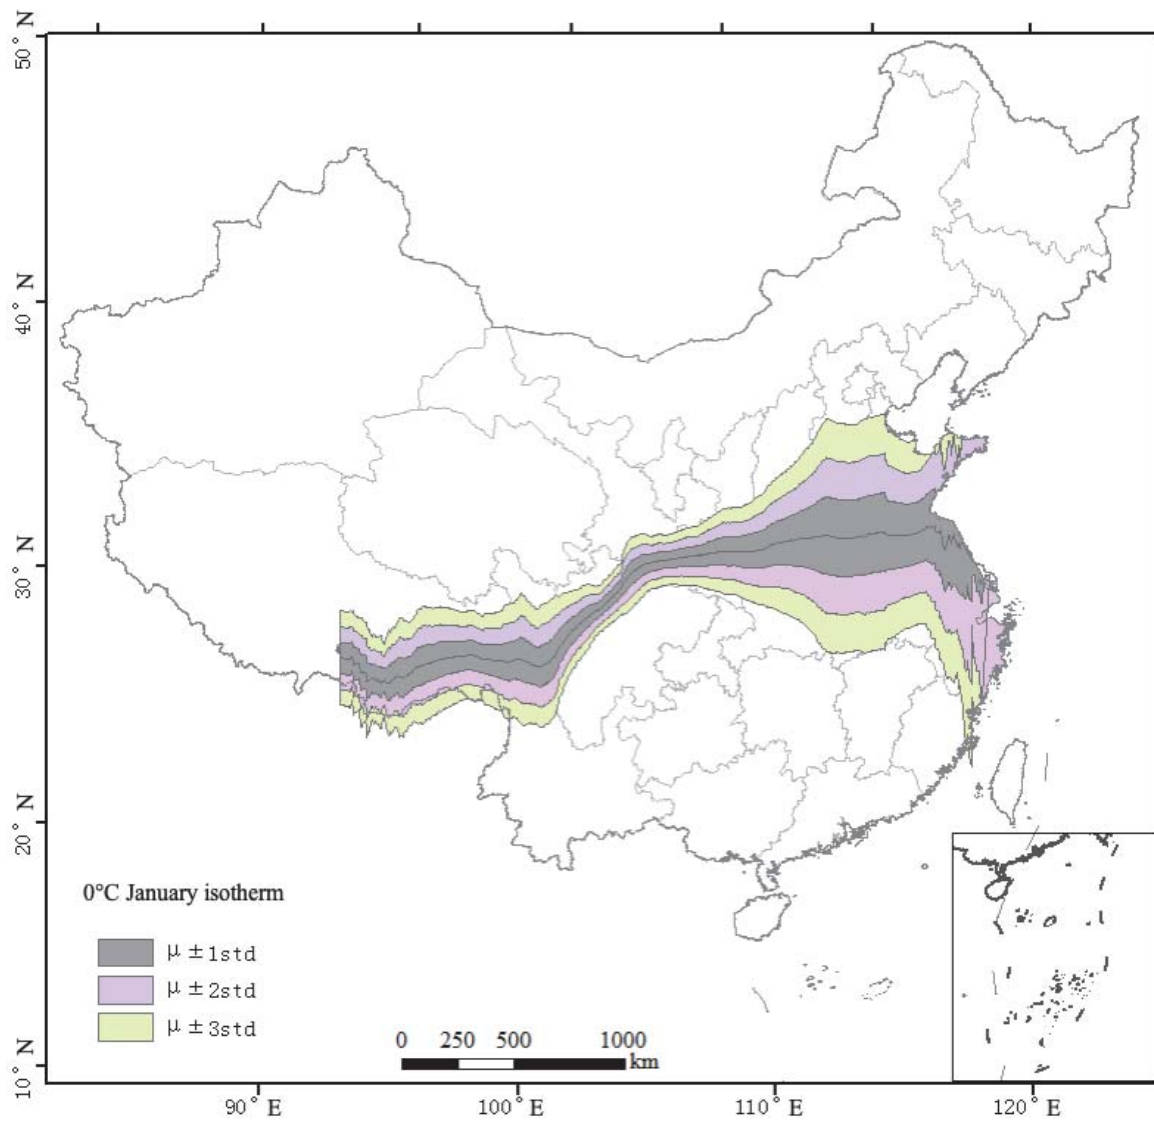 50° N
40° N
30° N
20° N
10° N
0°C January isotherm
μ ± 1std
μ ± 2std
μ ± 3std
0 250 500 1000
km
90° E 100° E 110° E 120° E